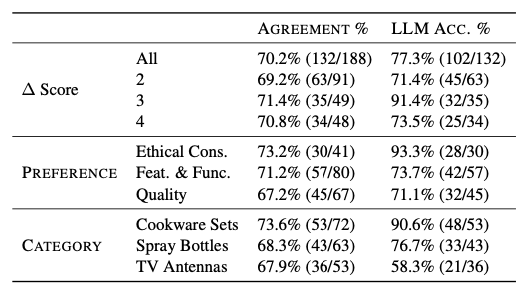 AGREEMENT % LLM ACC. %
All 70.2% (132/188) 77.3% (102/132)
2 69.2% (63/91) 71.4% (45/63)
Δ Score
3 71.4% (35/49) 91.4% (32/35)
4 70.8% (34/48) 73.5% (25/34)
Ethical Cons. 73.2% (30/41) 93.3% (28/30)
PREFERENCE Feat. & Func. 71.2% (57/80) 73.7% (42/57)
Quality 67.2% (45/67) 71.1% (32/45)
Cookware Sets 73.6% (53/72) 90.6% (48/53)
CATEGORY Spray Bottles 68.3% (43/63) 76.7% (33/43)
TV Antennas 67.9% (36/53) 58.3% (21/36)